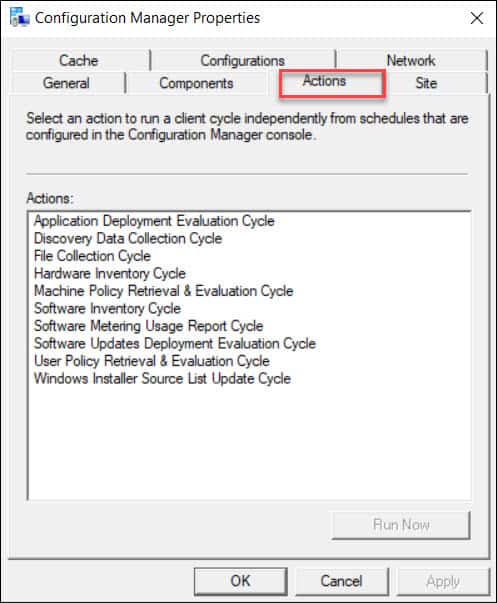 Configuration Manager Properties
Cache
Configurations
Network
General
Components
Actions
Site
Select an action to run a client cycle independently from schedules that are
configured in the Configuration Manager console.
Actions:
Application Deployment Evaluation Cycle
Discovery Data Collection Cycle
File Collection Cycle
Hardware Inventory Cycle
Machine Policy Retrieval & Evaluation Cycle
Software Inventory Cycle
Software Metering Usage Report Cycle
Software Updates Deployment Evaluation Cycle
User Policy Retrieval & Evaluation Cycle
Windows Installer Source List Update Cycle
Run Now
OK
Cancel
Apply